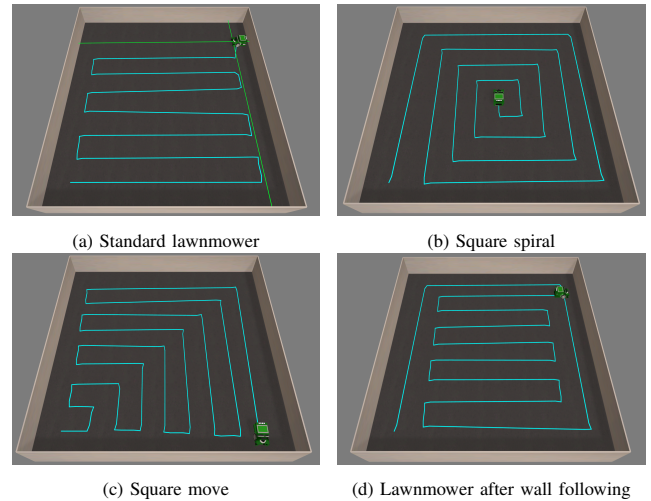 (a) Standard lawnmower
(b) Square spiral
(c) Square move
(d) Lawnmower after wall following